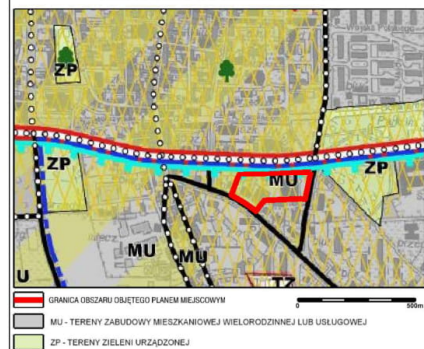 ZP
MU
ZP
ZP
MU
MU
U
GRANICA OBSZARU OBJĘTEGO PLANEM MIEJSCOWYM
500m
MU - TERENY ZABUDOWY MIESZKANIOWEJ WIELORODZINNEJ LUB USŁUGOWEJ
ZP - TERENY ZIELENI URZĄDZONEJ